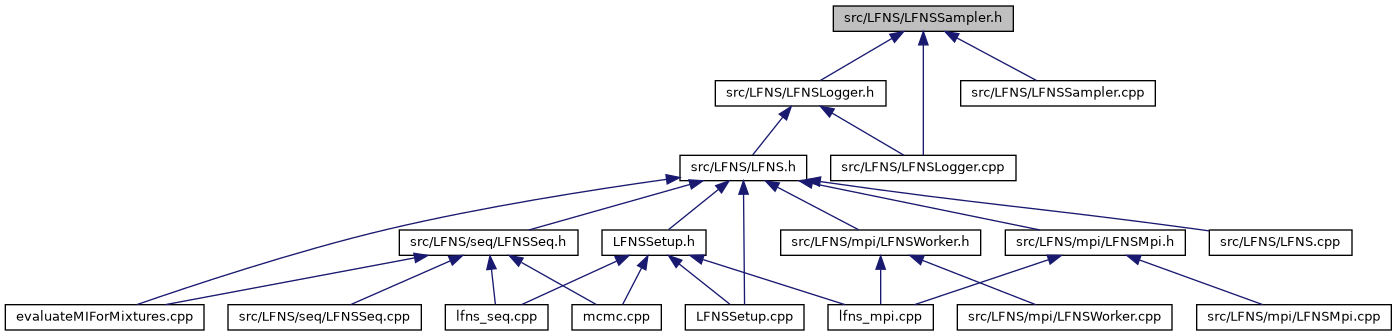 src/LFNS/LFNSSampler.h
src/LFNS/LFNSLogger.h
src/LFNS/LFNSSampler.cpp
src/LFNS/LFNS.h
src/LFNS/LFNSLogger.cpp
src/LFNS/seq/LFNSSeq.h
LFNSSetup.h
src/LFNS/mpi/LFNSWorker.h
src/LFNS/mpi/LFNSMpi.h
src/LFNS/LFNS.cpp
evaluateMIForMixtures.cpp
src/LFNS/seq/LFNSSeq.cpp
lfns_seq.cpp
mcmc.cpp
LFNSSetup.cpp
lfns_mpi.cpp
src/LFNS/mpi/LFNSWorker.cpp
src/LFNS/mpi/LFNSMpi.cpp